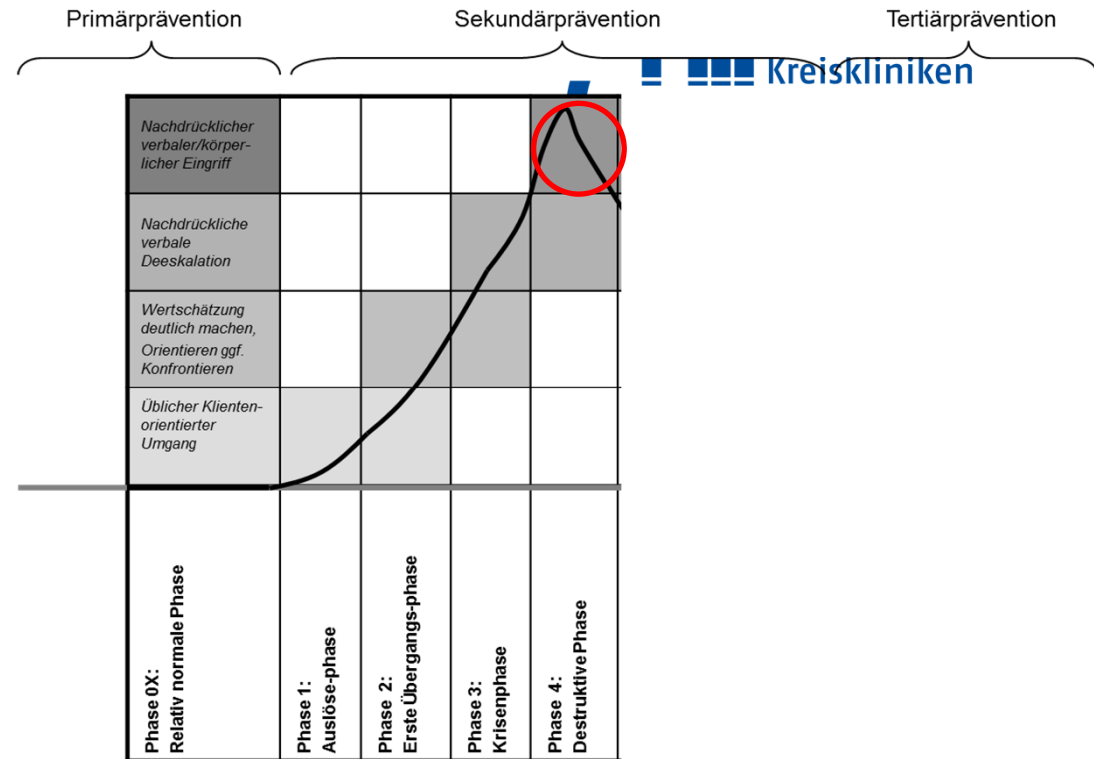 Primärprävention
Sekundärprävention
Tertiärprävention
Kreiskliniken
Nachdrücklicher
verbaler/körper-
licher Eingriff
Nachdrückliche
verbale
Deeskalation
Wertschätzung
deutlich machen,
Orientieren ggf.
Konfrontieren
Üblicher Klienten-
orientierter
Umgang
Phase 0X:
Relativ normale Phase
Phase 1:
Auslöse-phase
Phase 2:
Erste Übergangs-phase
Phase 3:
Krisenphase
Phase 4:
Destruktive Phase